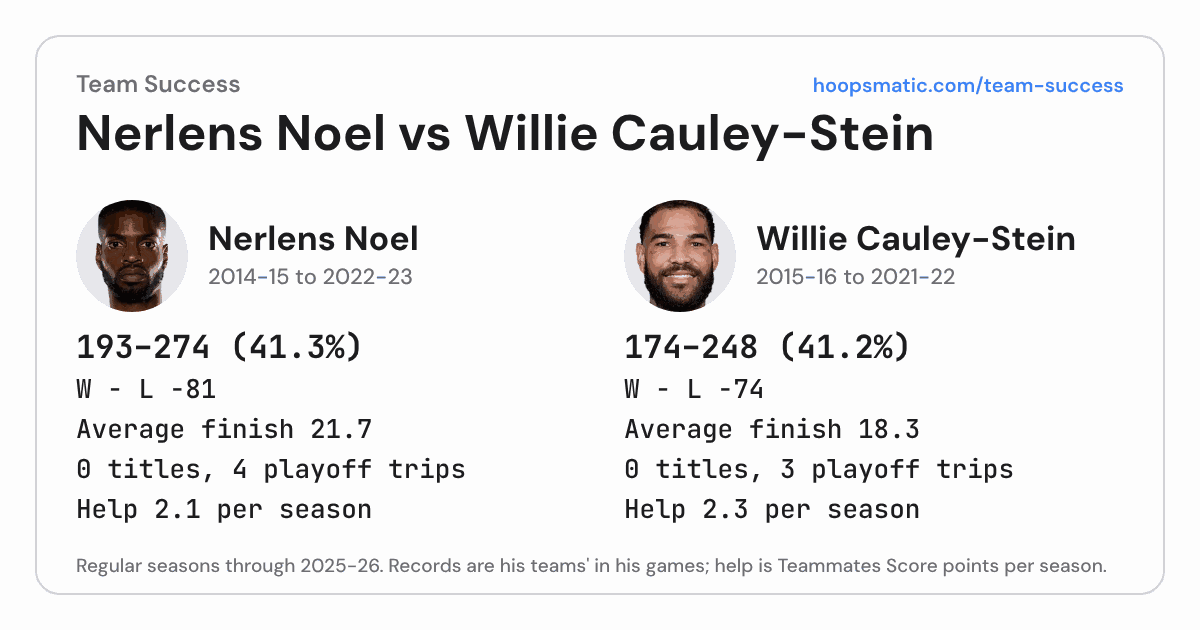 Team Success
hoopsmatic.com/team-success
Nerlens Noel vs Willie Cauley-Stein
Nerlens Noel
2014-15 to 2022-23
193-274 (41.3%)
W - L -81
Average finish 21.7
0 titles, 4 playoff trips
Help 2.1 per season
Willie Cauley-Stein
2015-16 to 2021-22
174-248 (41.2%)
W - L -74
Average finish 18.3
0 titles, 3 playoff trips
Help 2.3 per season
Regular seasons through 2025-26. Records are his teams' in his games; help is Teammates Score points per season.